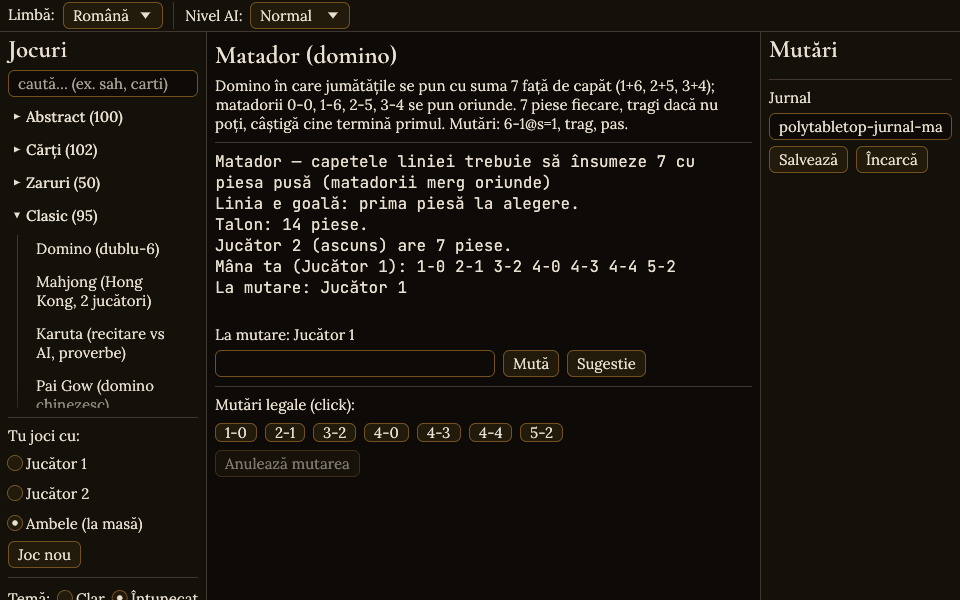 Limbă: Română ▼ Nivel AI: Normal ▼
Jocuri
caută... (ex. sah, carti)
▸ Abstract (100)
▸ Cărți (102)
▸ Zaruri (50)
▾ Clasic (95)
Domino (dublu-6)
Mahjong (Hong
Kong, 2 jucători)
Karuta (recitare vs
AI, proverbe)
Pai Gow (domino
chinezesc)
Tu joci cu:
Jucător 1
Jucător 2
Ambele (la masă)
Joc nou
Temă: Clar Întunecat
Matador (domino)
Domino în care jumătățile se pun cu suma 7 față de capăt (1+6, 2+5, 3+4);
matadorii 0-0, 1-6, 2-5, 3-4 se pun oriunde. 7 piese fiecare, tragi dacă nu
poți, câștigă cine termină primul. Mutări: 6-1@s=1, trag, pas.
Matador — capetele liniei trebuie să însumeze 7 cu
piesa pusă (matadorii merg oriunde)
Linia e goală: prima piesă la alegere.
Talon: 14 piese.
Jucător 2 (ascuns) are 7 piese.
Mâna ta (Jucător 1): 1-0 2-1 3-2 4-0 4-3 4-4 5-2
La mutare: Jucător 1
La mutare: Jucător 1
Mută Sugestie
Mutări legale (click):
1-0 2-1 3-2 4-0 4-3 4-4 5-2
Anulează mutarea
Mutări
Jurnal
polytabletop-jurnal-ma
Salvează Încarcă